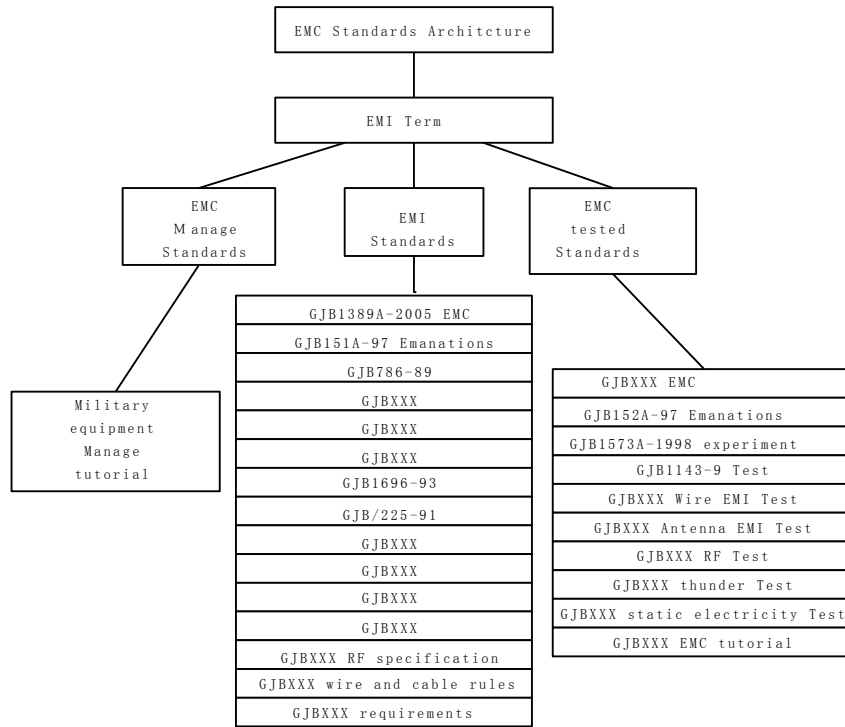 EMC Standards Architcture
EMI Term
EMC
Manage
Standards
EMI
Standards
EMC
tested
Standards
Military
equipment
Manage
tutorial
GJB1389A-2005 EMC
GJB151A-97 Emanations
GJB786-89
GJBXXX
GJBXXX
GJBXXX
GJB1696-93
GJB/225-91
GJBXXX
GJBXXX
GJBXXX
GJBXXX
GJBXXX RF specification
GJBXXX wire and cable rules
GJBXXX requirements
GJBXXX EMC
GJB152A-97 Emanations
GJB1573A-1998 experiment
GJB1143-9 Test
GJBXXX Wire EMI Test
GJBXXX Antenna EMI Test
GJBXXX RF Test
GJBXXX thunder Test
GJBXXX static electricity Test
GJBXXX EMC tutorial